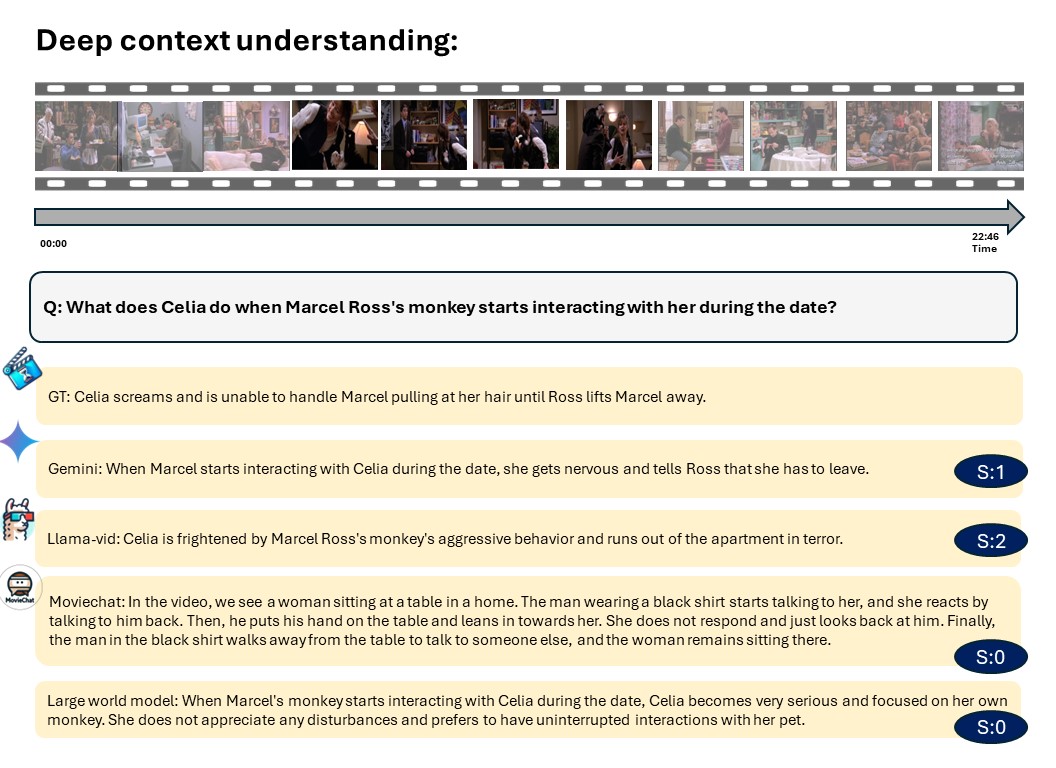 Deep context understanding:
00:00
22:46
Time
Q: What does Celia do when Marcel Ross's monkey starts interacting with her during the date?
GT: Celia screams and is unable to handle Marcel pulling at her hair until Ross lifts Marcel away.
Gemini: When Marcel starts interacting with Celia during the date, she gets nervous and tells Ross that she has to leave.
S:1
Llama-vid: Celia is frightened by Marcel Ross's monkey's aggressive behavior and runs out of the apartment in terror.
S:2
MovieChat
Moviechat: In the video, we see a woman sitting at a table in a home. The man wearing a black shirt starts talking to her, and she reacts by
talking to him back. Then, he puts his hand on the table and leans in towards her. She does not respond and just looks back at him. Finally,
the man in the black shirt walks away from the table to talk to someone else, and the woman remains sitting there.
S:0
Large world model: When Marcel's monkey starts interacting with Celia during the date, Celia becomes very serious and focused on her own
monkey. She does not appreciate any disturbances and prefers to have uninterrupted interactions with her pet.
S:0